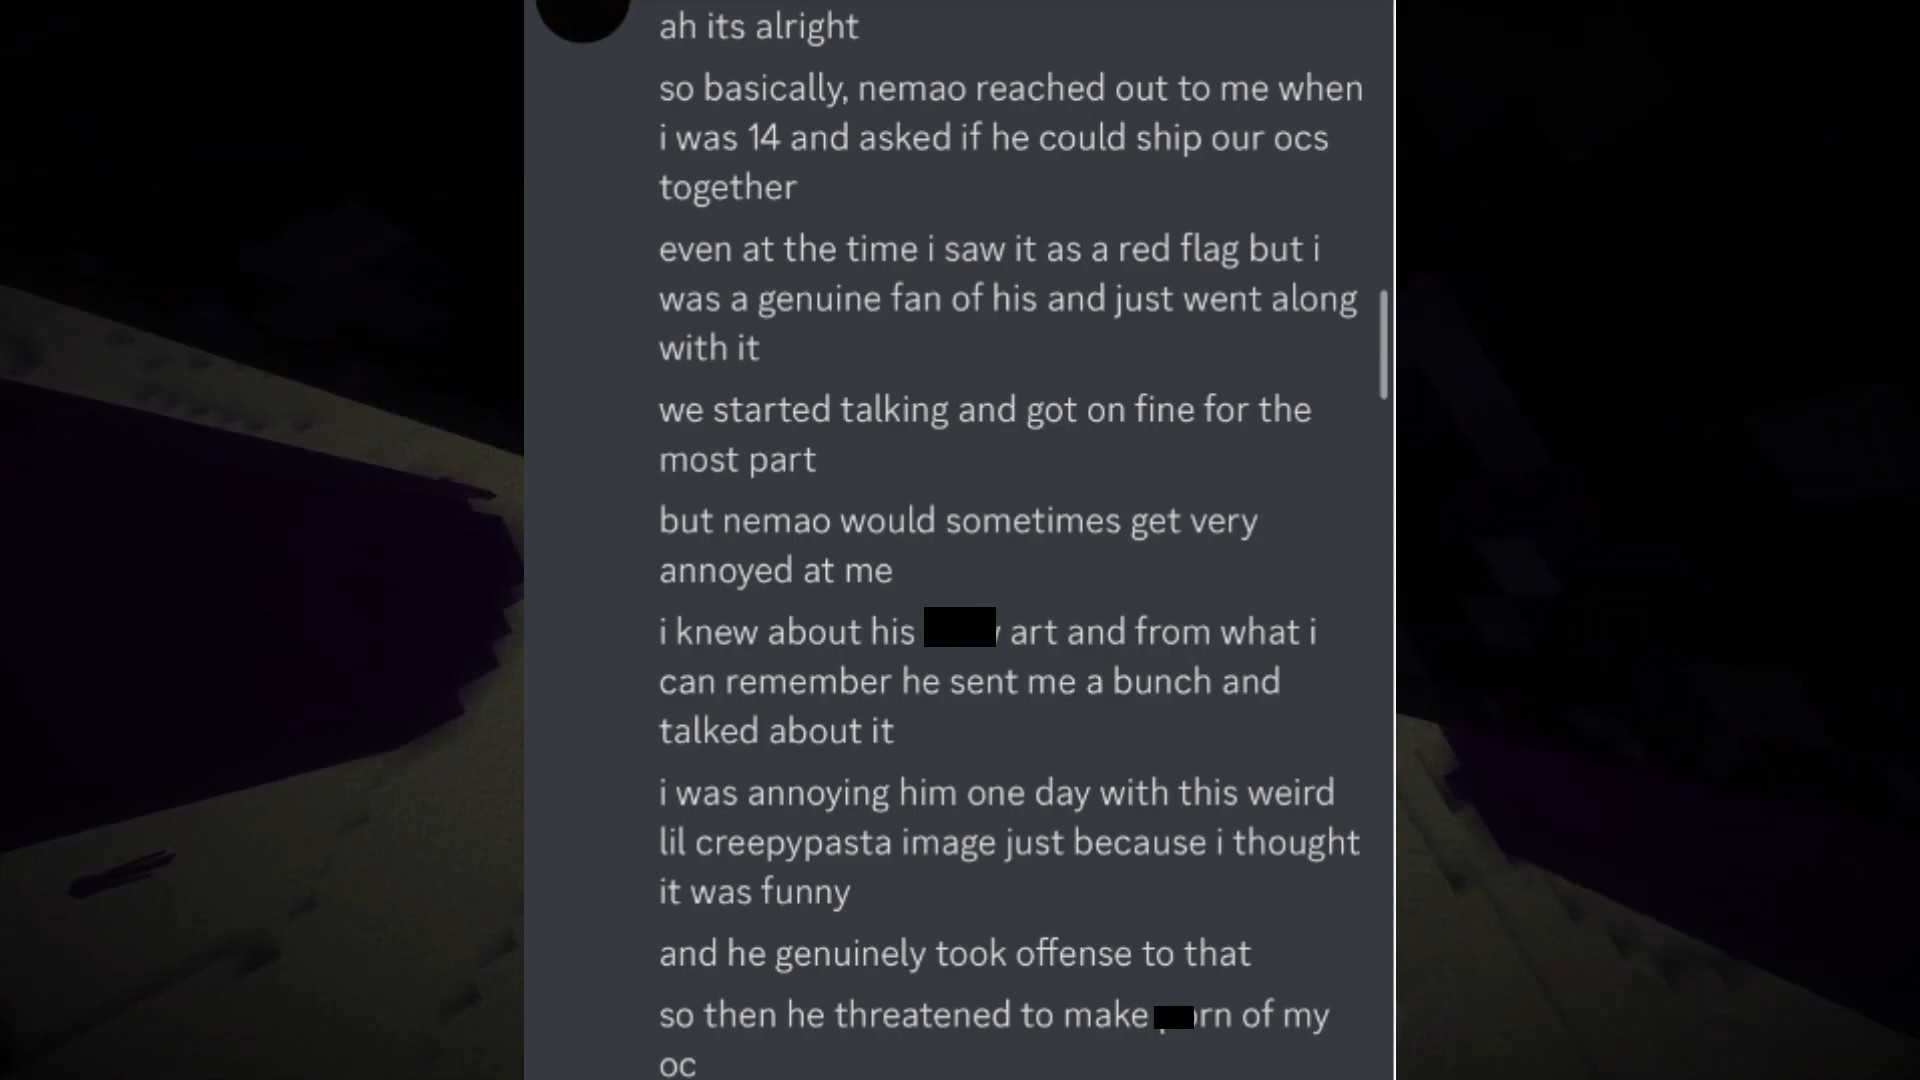 ah its alright
so basically, nemao reached out to me when
i was 14 and asked if he could ship our ocs
together
even at the time i saw it as a red flag but i
was a genuine fan of his and just went along
with it
we started talking and got on fine for the
most part
but nemao would sometimes get very
annoyed at me
i knew about his art and from what i
can remember he sent me a bunch and
talked about it
i was annoying him one day with this weird
lil creepypasta image just because i thought
it was funny
and he genuinely took offense to that
so then he threatened to make rn of my
oc